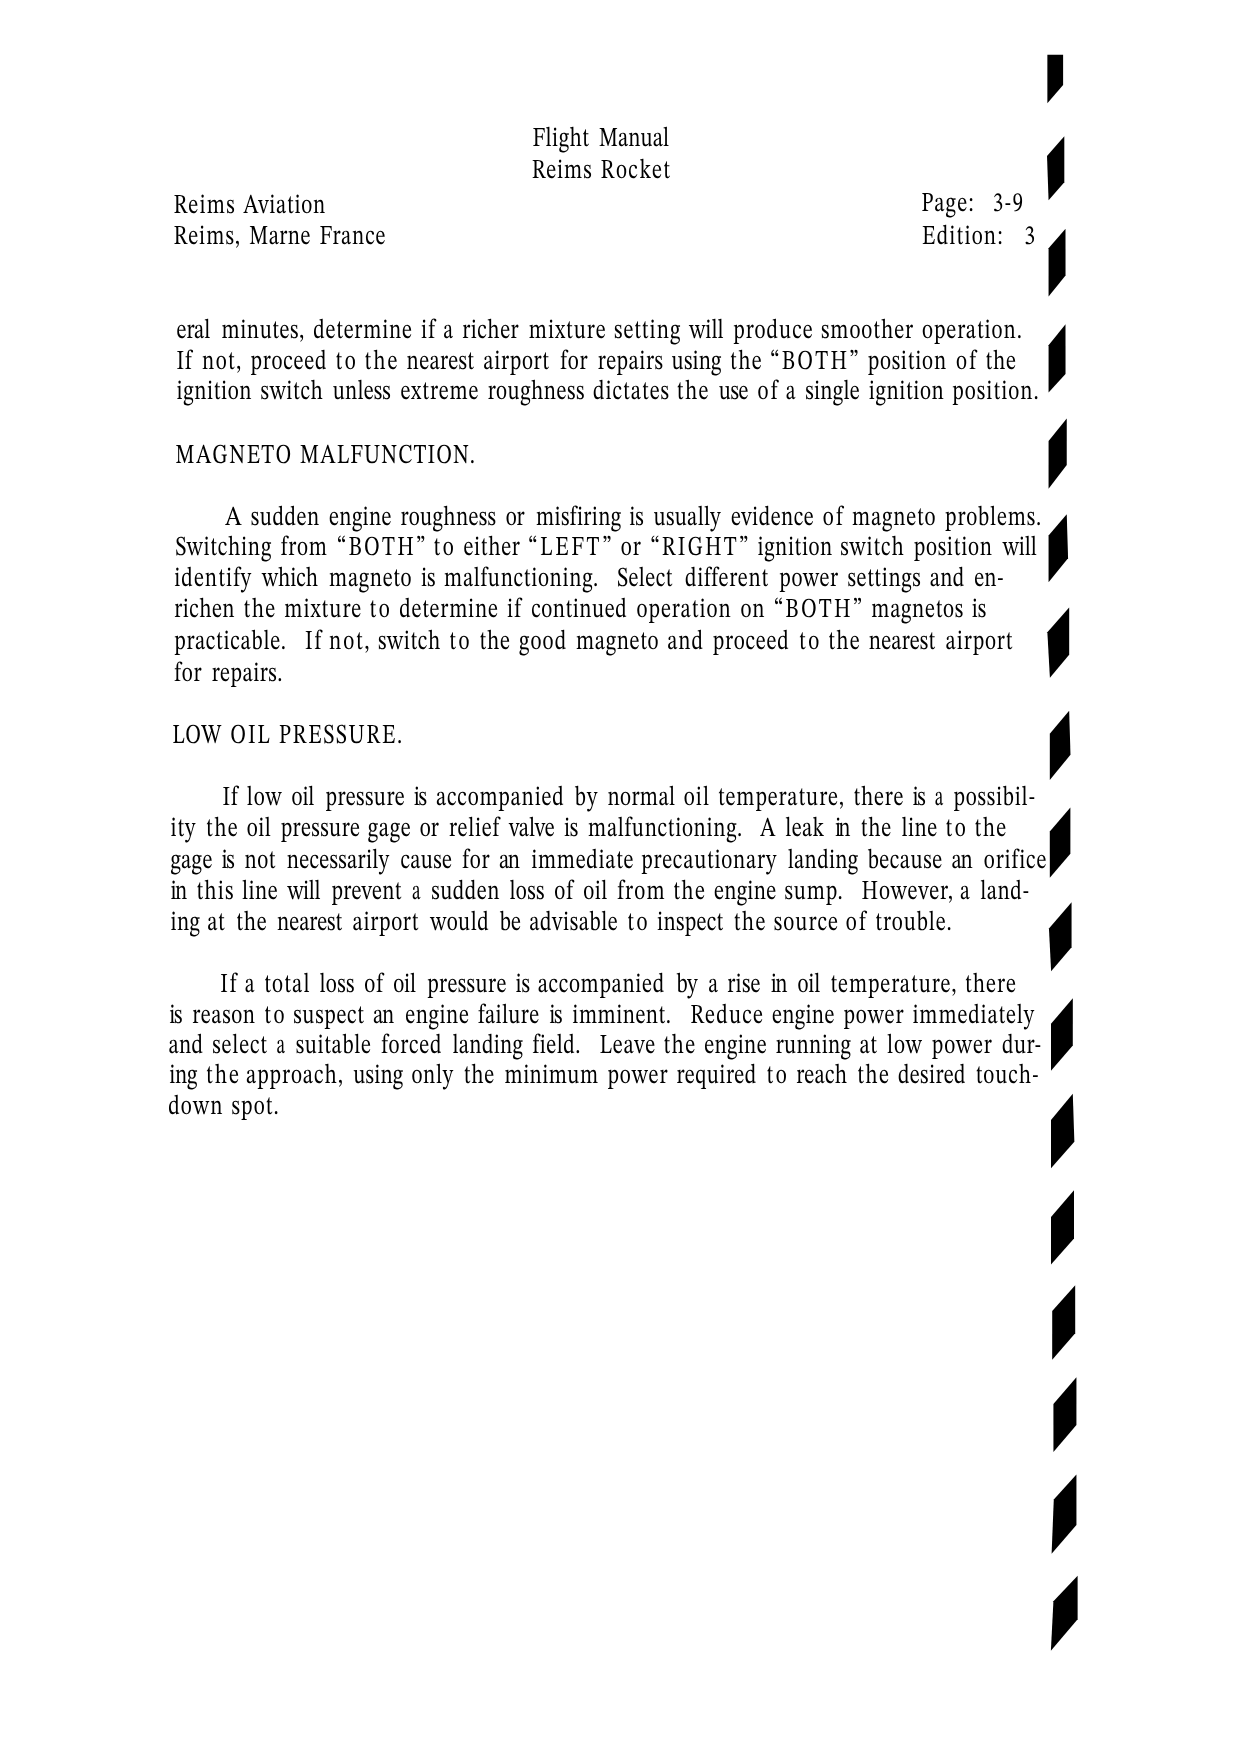 Flight Manual
Reims Rocket
Reims Aviation
Page: 3-9
Reims, Marne France
Edition: 3
eral minutes, determine if a richer mixture setting will produce smoother operation.
If not, proceed to the nearest airport for repairs using the “BOTH” position of the
ignition switch unless extreme roughness dictates the use of a single ignition position.
MAGNETO MALFUNCTION.
A sudden engine roughness or misfiring is usually evidence of magneto problems.
Switching from “BOTH” to either “LEFT” or “RIGHT” ignition switch position will
identify which magneto is malfunctioning. Select different power settings and en-
richen the mixture to determine if continued operation on “BOTH” magnetos is
practicable. If not, switch to the good magneto and proceed to the nearest airport
for repairs.
LOW OIL PRESSURE.
If low oil pressure is accompanied by normal oil temperature, there is a possibil-
ity the oil pressure gage or relief valve is malfunctioning. A leak in the line to the
gage is not necessarily cause for an immediate precautionary landing because an orifice
in this line will prevent a sudden loss of oil from the engine sump. However, a land-
ing at the nearest airport would be advisable to inspect the source of trouble.
If a total loss of oil pressure is accompanied by a rise in oil temperature, there
is reason to suspect an engine failure is imminent. Reduce engine power immediately
and select a suitable forced landing field. Leave the engine running at low power dur-
ing the approach, using only the minimum power required to reach the desired touch-
down spot.